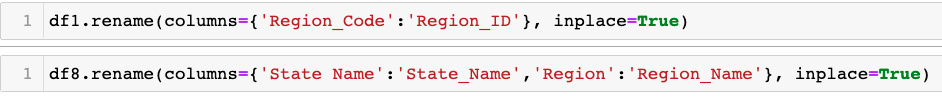 1 df1.rename(columns={'Region_Code':'Region_ID'}, inplace=True)
1 df8.rename(columns={'State Name':'State_Name','Region':'Region_Name'}, inplace=True)